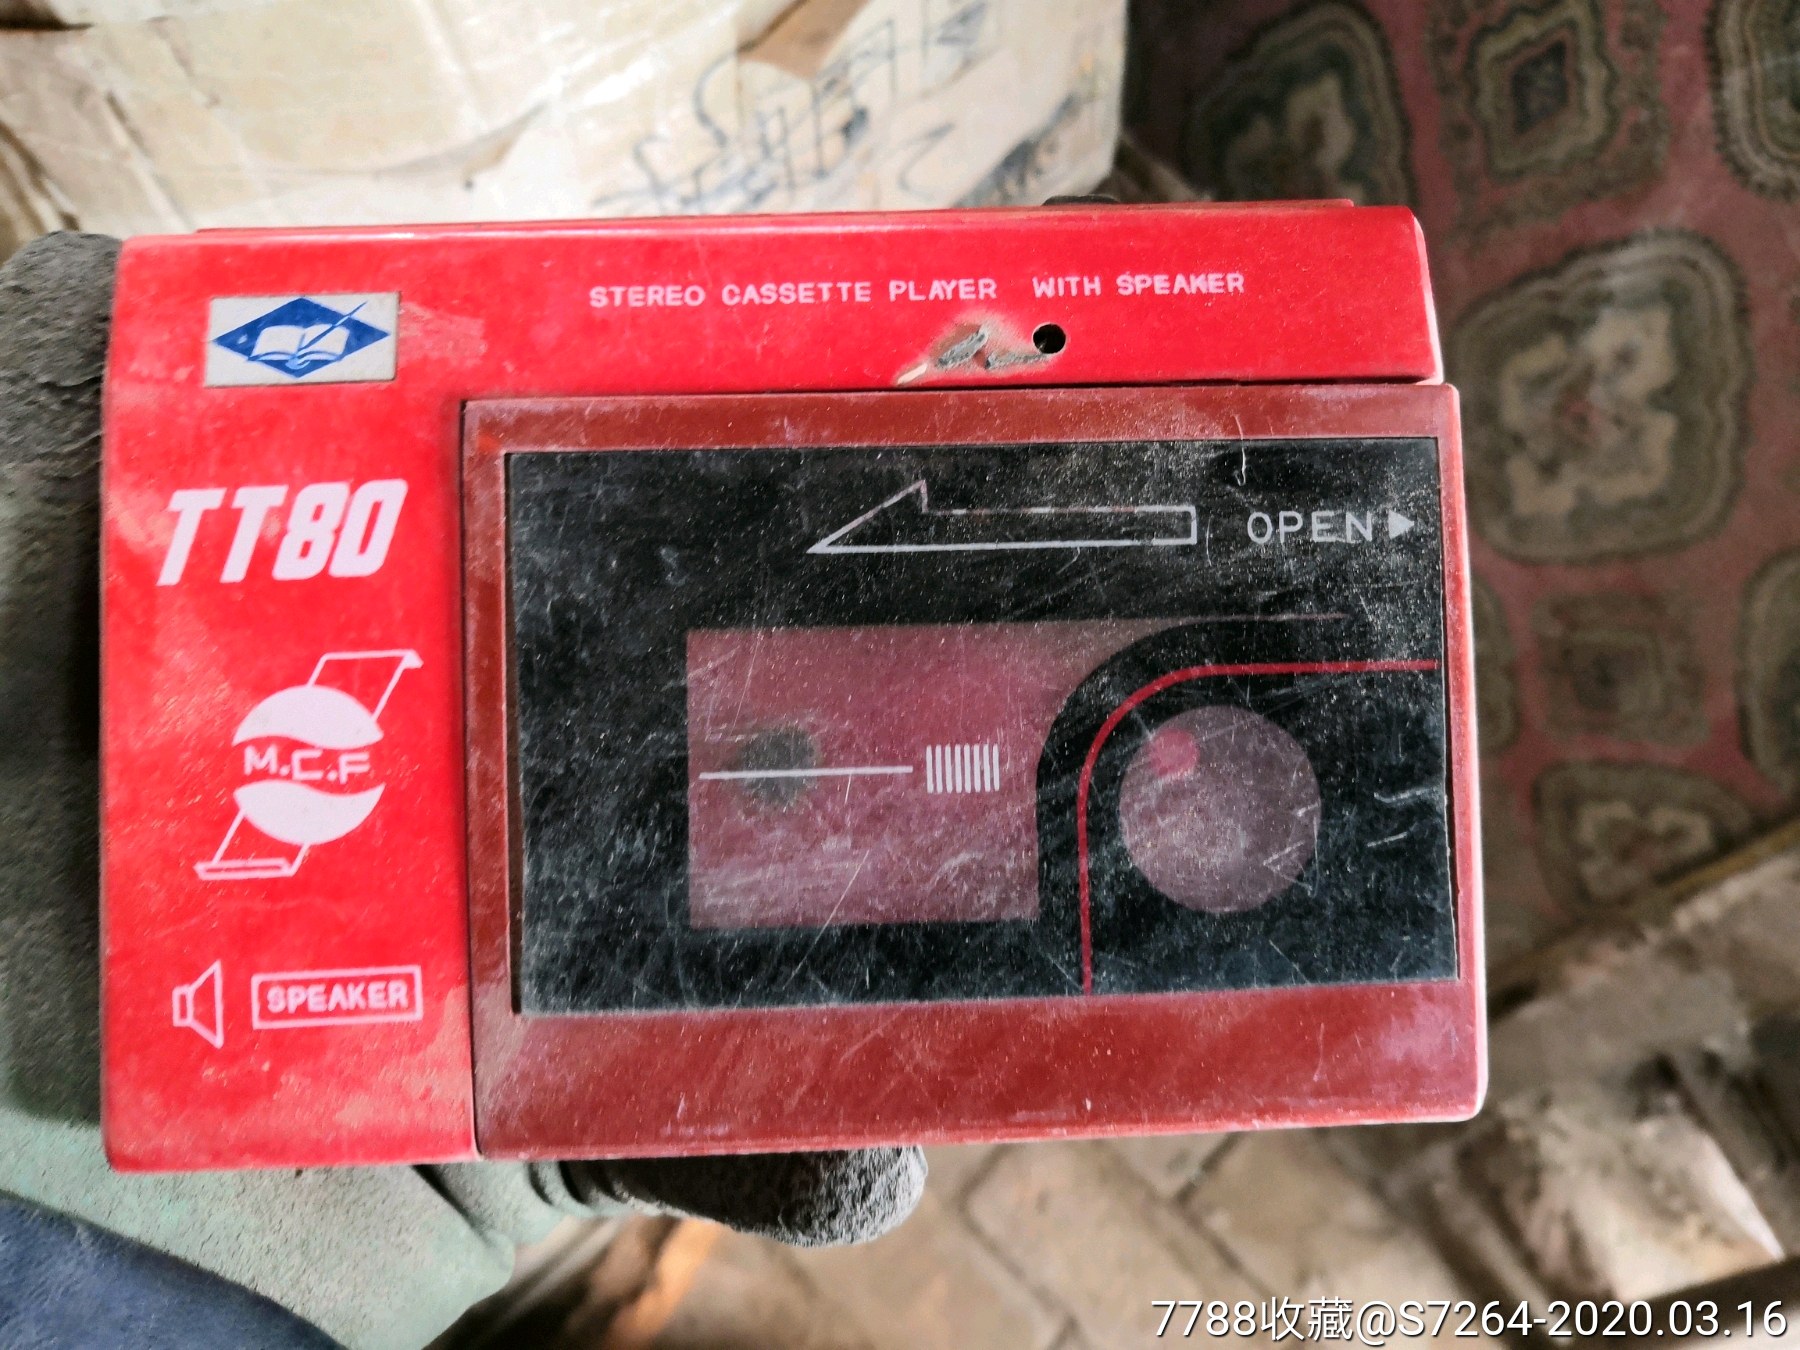 STEREO CASSETTE PLAYER WITH SPEAKER
TT80
OPEN
M.C.F
SPEAKER
7788收藏@S7264-2020.03.16